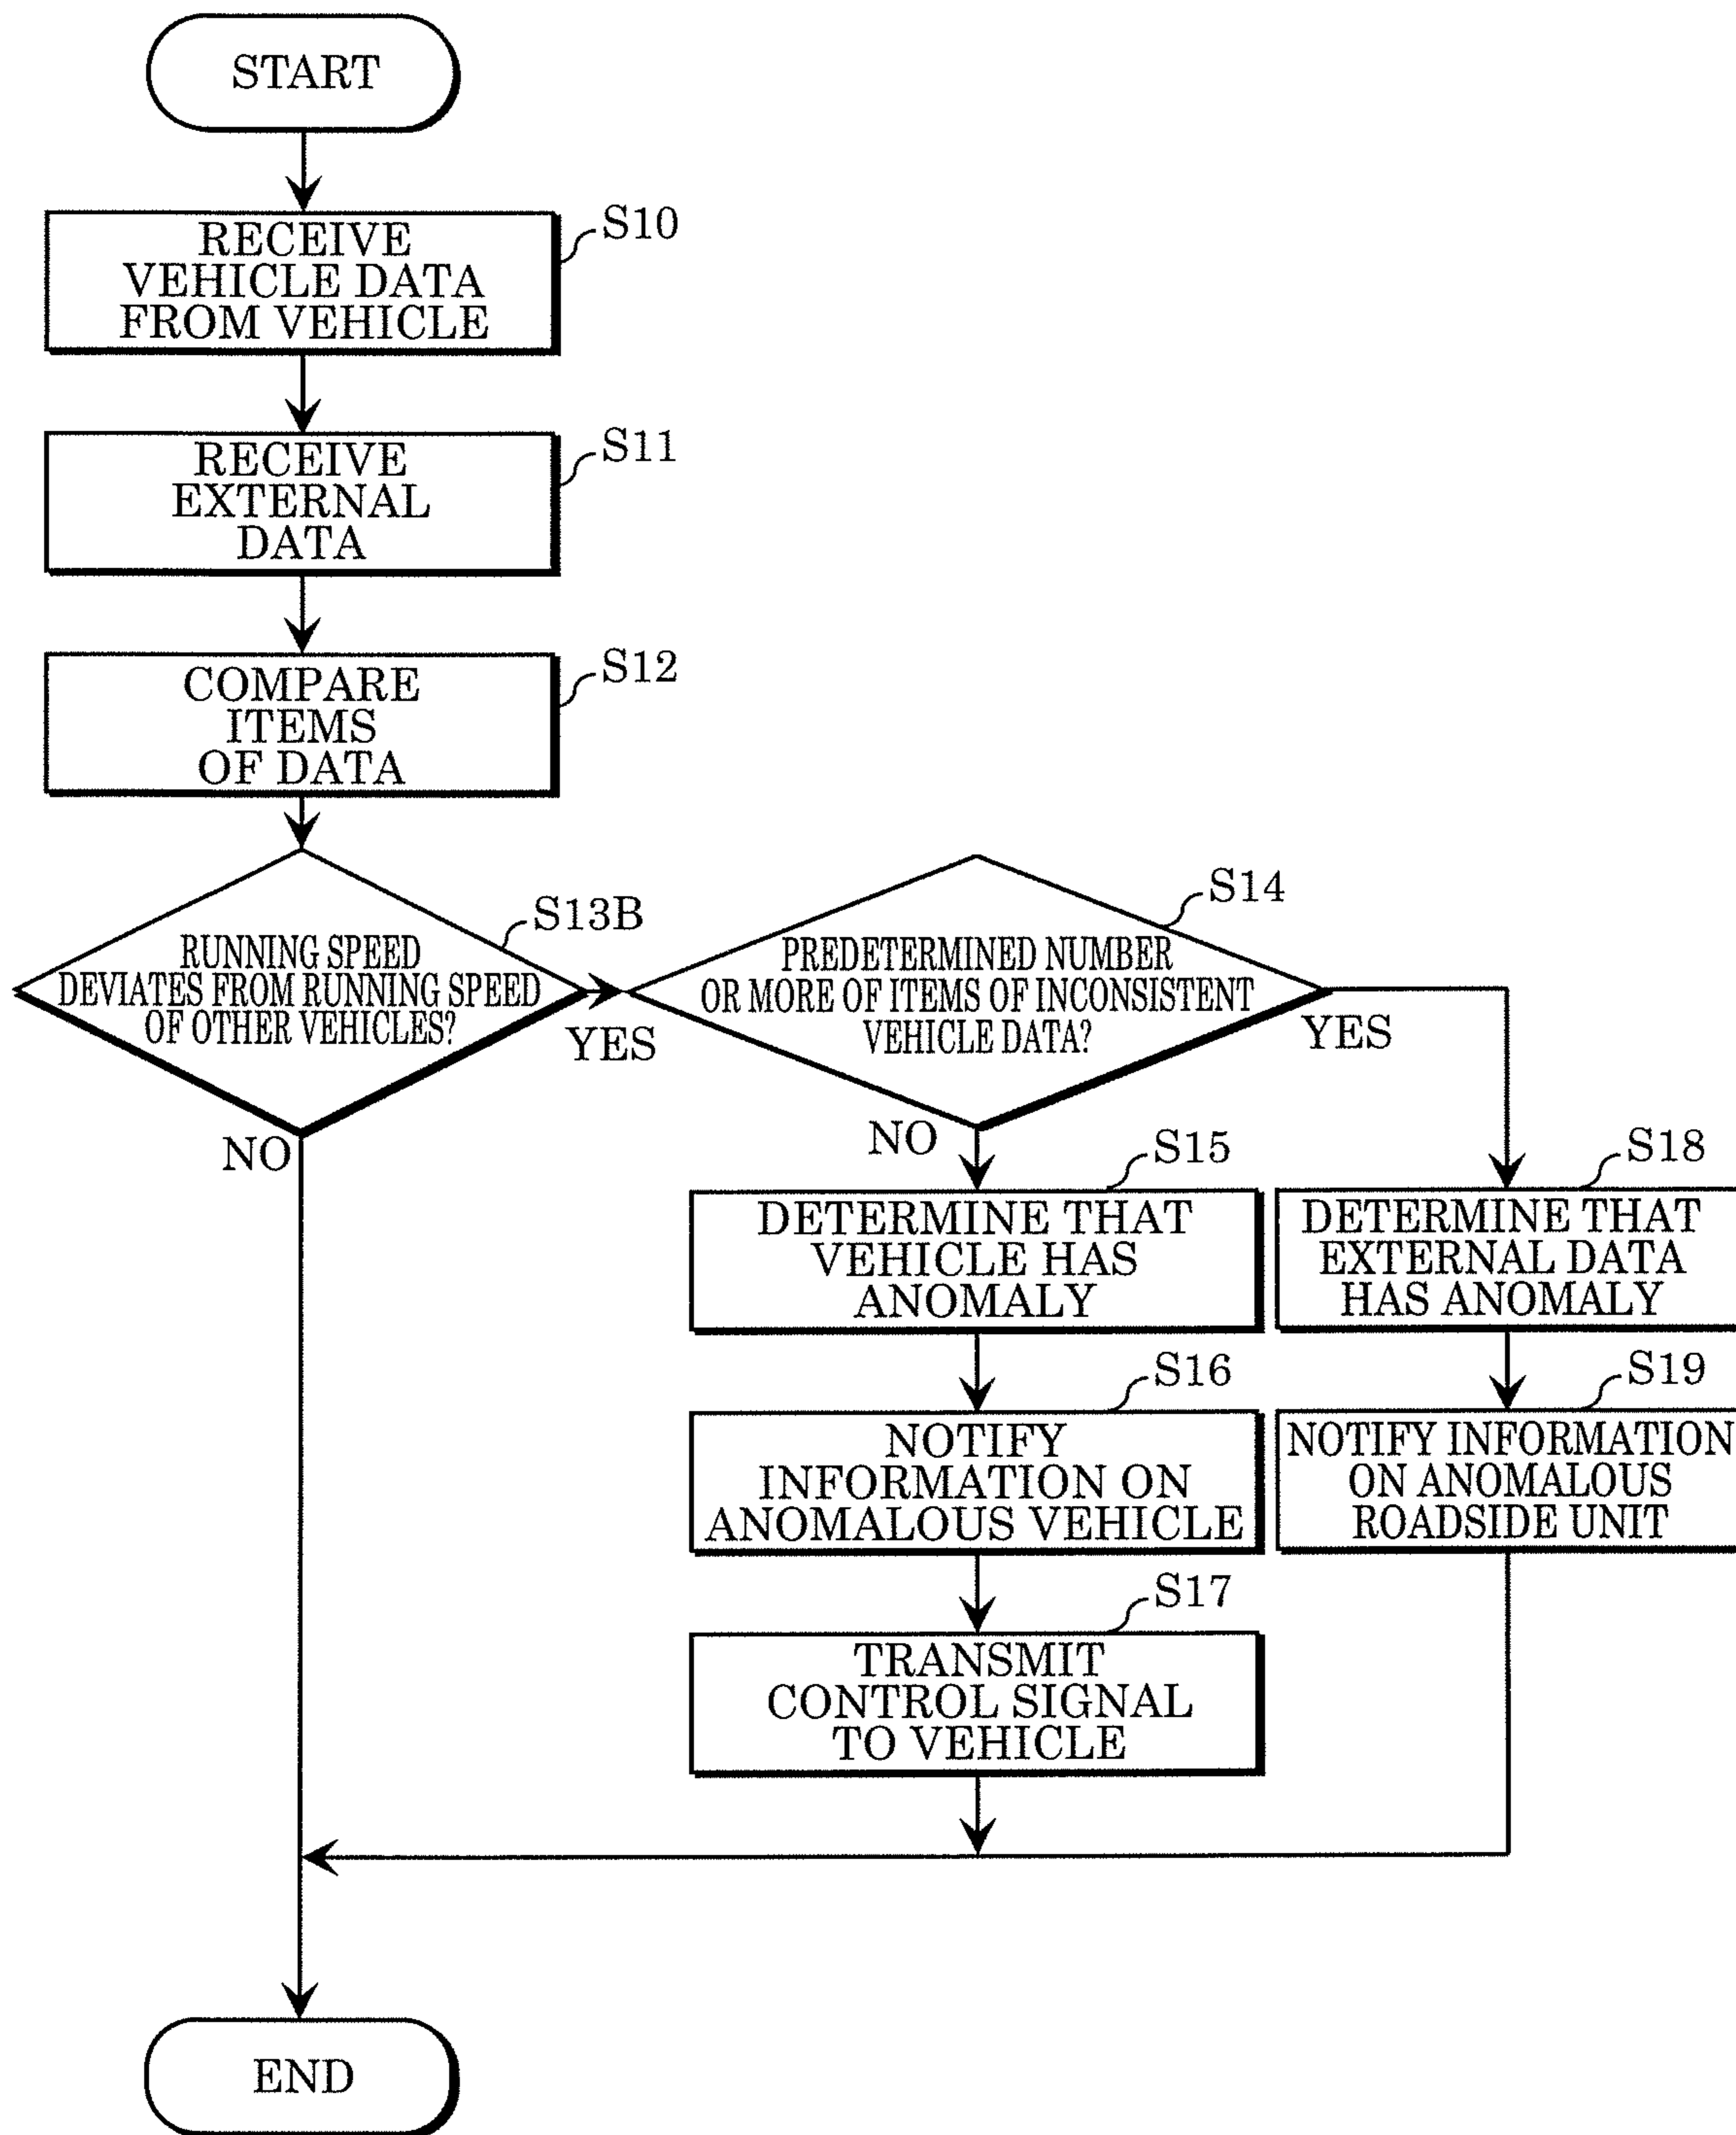 START
RECEIVE
VEHICLE DATA
FROM VEHICLE
S10
RECEIVE
EXTERNAL
DATA
S11
COMPARE
ITEMS
OF DATA
S12
RUNNING SPEED
DEVIATES FROM RUNNING SPEED
OF OTHER VEHICLES?
S13B
YES
NO
PREDETERMINED NUMBER
OR MORE OF ITEMS OF INCONSISTENT
VEHICLE DATA?
S14
YES
NO
DETERMINE THAT
VEHICLE HAS
ANOMALY
S15
NOTIFY
INFORMATION ON
ANOMALOUS VEHICLE
S16
TRANSMIT
CONTROL SIGNAL
TO VEHICLE
S17
DETERMINE THAT
EXTERNAL DATA
HAS ANOMALY
S18
NOTIFY INFORMATION
ON ANOMALOUS
ROADSIDE UNIT
S19
END